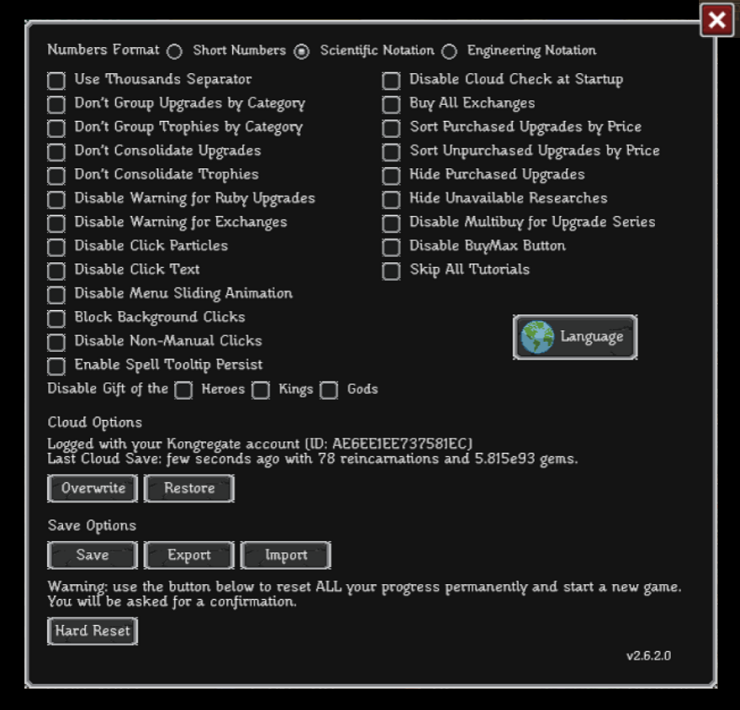 Numbers Format Short Numbers Scientific Notation Engineering Notation
Use Thousands Separator
Don't Group Upgrades by Category
Don't Group Trophies by Category
Don't Consolidate Upgrades
Don't Consolidate Trophies
Disable Warning for Ruby Upgrades
Disable Warning for Exchanges
Disable Click Particles
Disable Click Text
Disable Menu Sliding Animation
Block Background Clicks
Disable Non-Manual Clicks
Enable Spell Tooltip Persist
Disable Gift of the Heroes Kings Gods
Disable Cloud Check at Startup
Buy All Exchanges
Sort Purchased Upgrades by Price
Sort Unpurchased Upgrades by Price
Hide Purchased Upgrades
Hide Unavailable Researches
Disable Multibuy for Upgrade Series
Disable BuyMax Button
Skip All Tutorials
Language
Cloud Options
Logged with your Kongregate account (ID: AE6EE1EE737581EC)
Last Cloud Save: few seconds ago with 78 reincarnations and 5.815e93 gems.
Overwrite Restore
Save Options
Save Export Import
Warning: use the button below to reset ALL your progress permanently and start a new game.
You will be asked for a confirmation.
Hard Reset
v2.6.2.0